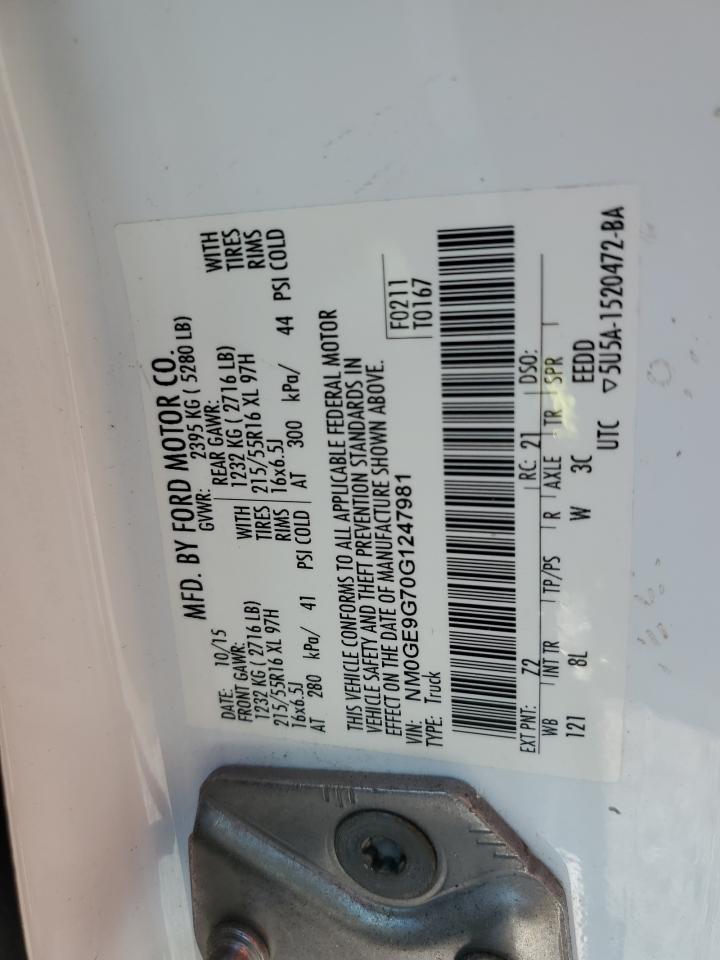 MFD. BY FORD MOTOR CO.
DATE: 10/15 GVWR: 2395 KG ( 5280 LB)
FRONT GAWR: REAR GAWR:
1232 KG ( 2716 LB) WITH 1232 KG ( 2716 LB) WITH
215/55R16 XL 97H TIRES 215/55R16 XL 97H TIRES
16x6.5J RIMS 16x6.5J RIMS
AT 280 kPa/ 41 PSI COLD AT 300 kPa/ 44 PSI COLD
THIS VEHICLE CONFORMS TO ALL APPLICABLE FEDERAL MOTOR
VEHICLE SAFETY AND THEFT PREVENTION STANDARDS IN
EFFECT ON THE DATE OF MANUFACTURE SHOWN ABOVE.
VIN: NM0GE9G70G1247981 F0211
TYPE: Truck T0167
EXT PNT: Z2 RC: 21 DSO:
WB INT TR TP/PS R AXLE TR SPR
121 8L W 3C EEDD
UTC ▽5U5A-1520472-BA